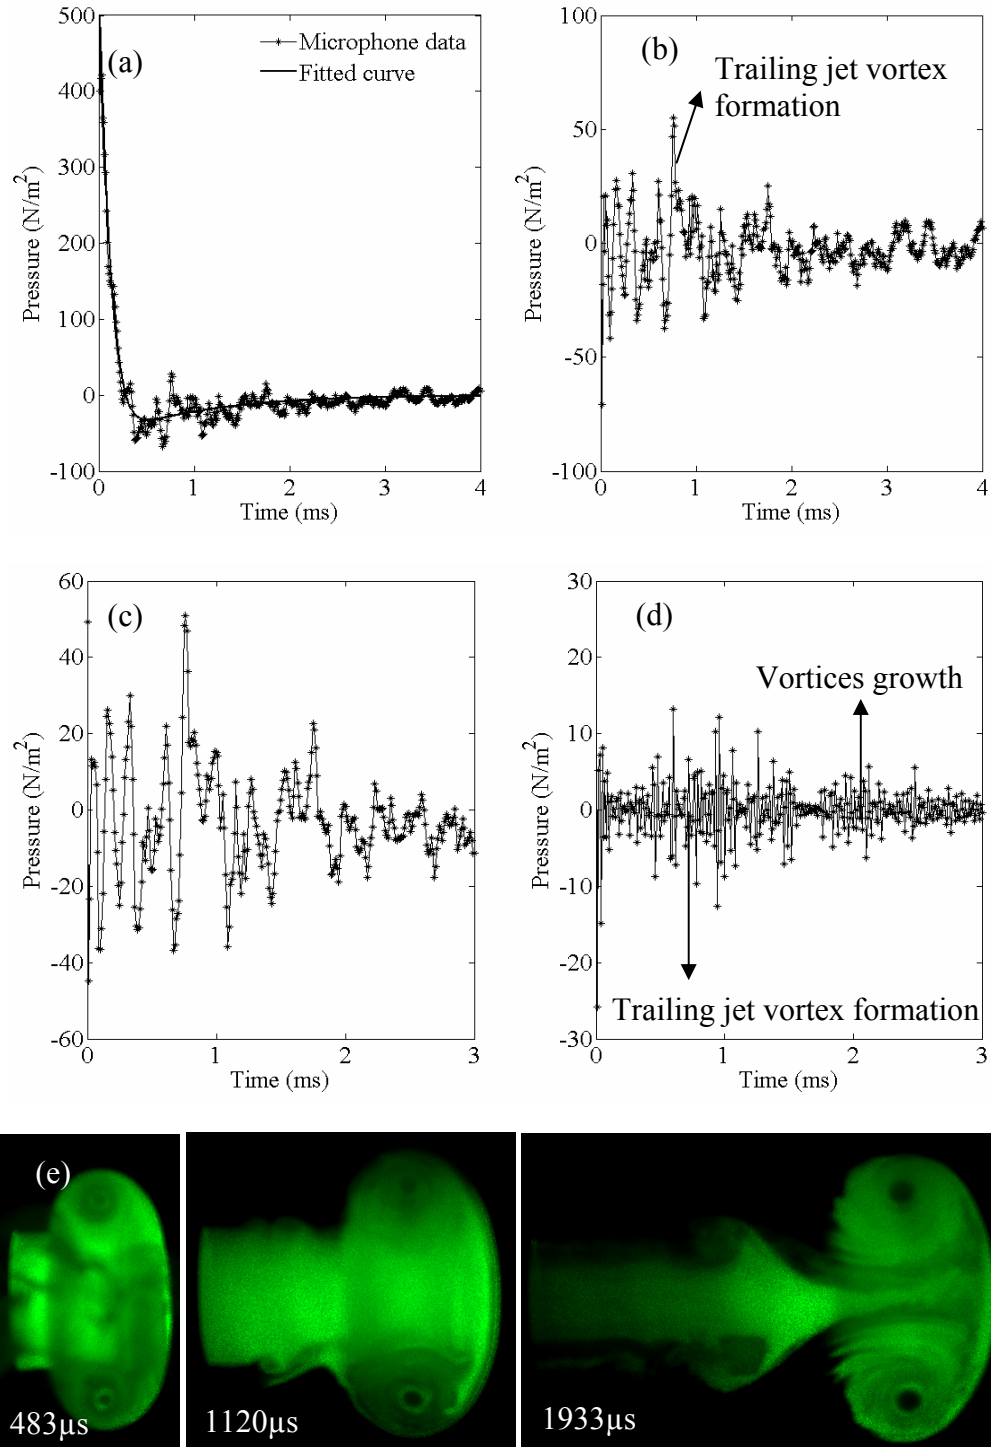 (a)
Microphone data
Fitted curve
500
400
300
200
100
0
-100
Pressure (N/m²)
0 1 2 3 4
Time (ms)
(b)
Trailing jet vortex
formation
100
50
0
-50
-100
Pressure (N/m²)
0 1 2 3 4
Time (ms)
(c)
60
40
20
0
-20
-40
-60
Pressure (N/m²)
0 1 2 3
Time (ms)
(d)
Vortices growth
30
20
10
0
-10
-20
-30
Pressure (N/m²)
Trailing jet vortex formation
0 1 2 3
Time (ms)
(e)
483µs
1120µs
1933µs